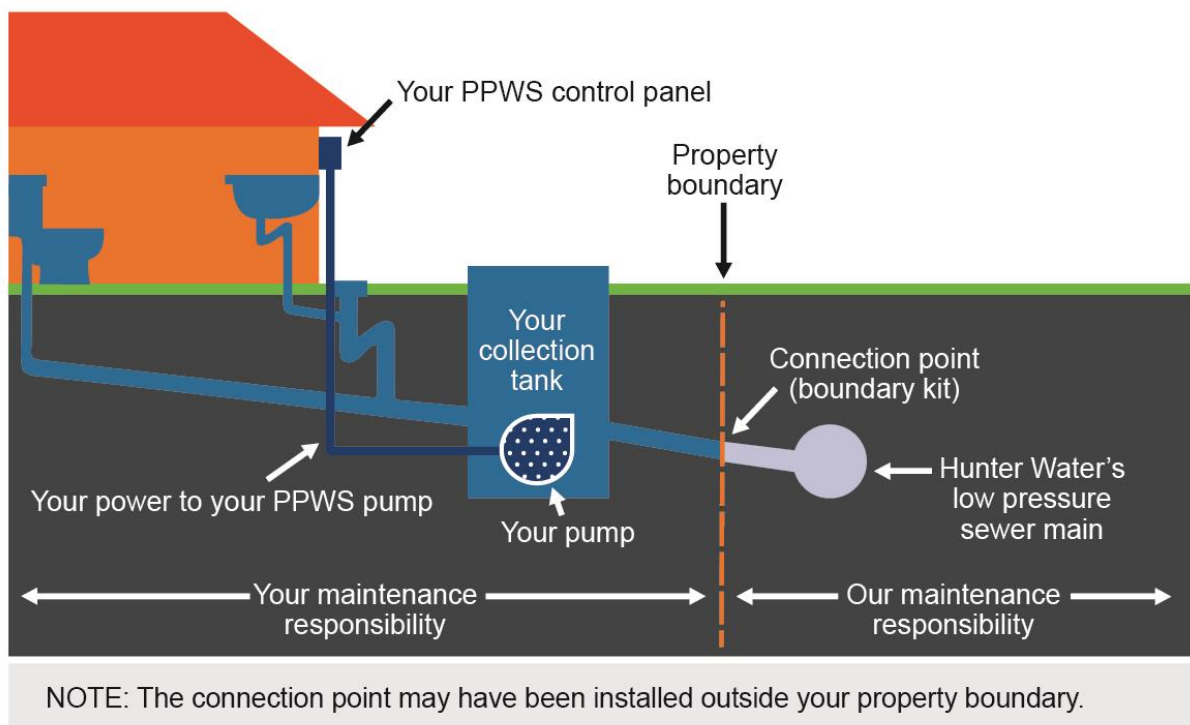 Your PPWS control panel
Property
boundary
Your
collection
tank
Connection point
(boundary kit)
Your power to your PPWS pump
Your pump
Hunter Water’s
low pressure
sewer main
Your maintenance
responsibility
Our maintenance
responsibility
NOTE: The connection point may have been installed outside your property boundary.